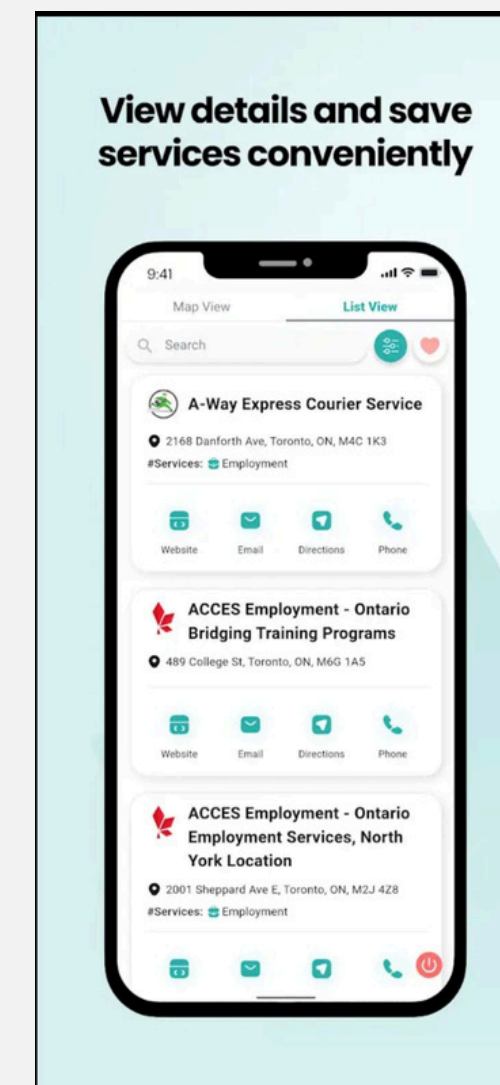 View details and save
services conveniently
9:41
Map View List View
Search
A-Way Express Courier Service
2168 Danforth Ave, Toronto, ON, M4C 1K3
#Services: Employment
Website Email Directions Phone
ACCES Employment - Ontario
Bridging Training Programs
489 College St, Toronto, ON, M6G 1A5
Website Email Directions Phone
ACCES Employment - Ontario
Employment Services, North
York Location
2001 Sheppard Ave E, Toronto, ON, M2J 4Z8
#Services: Employment